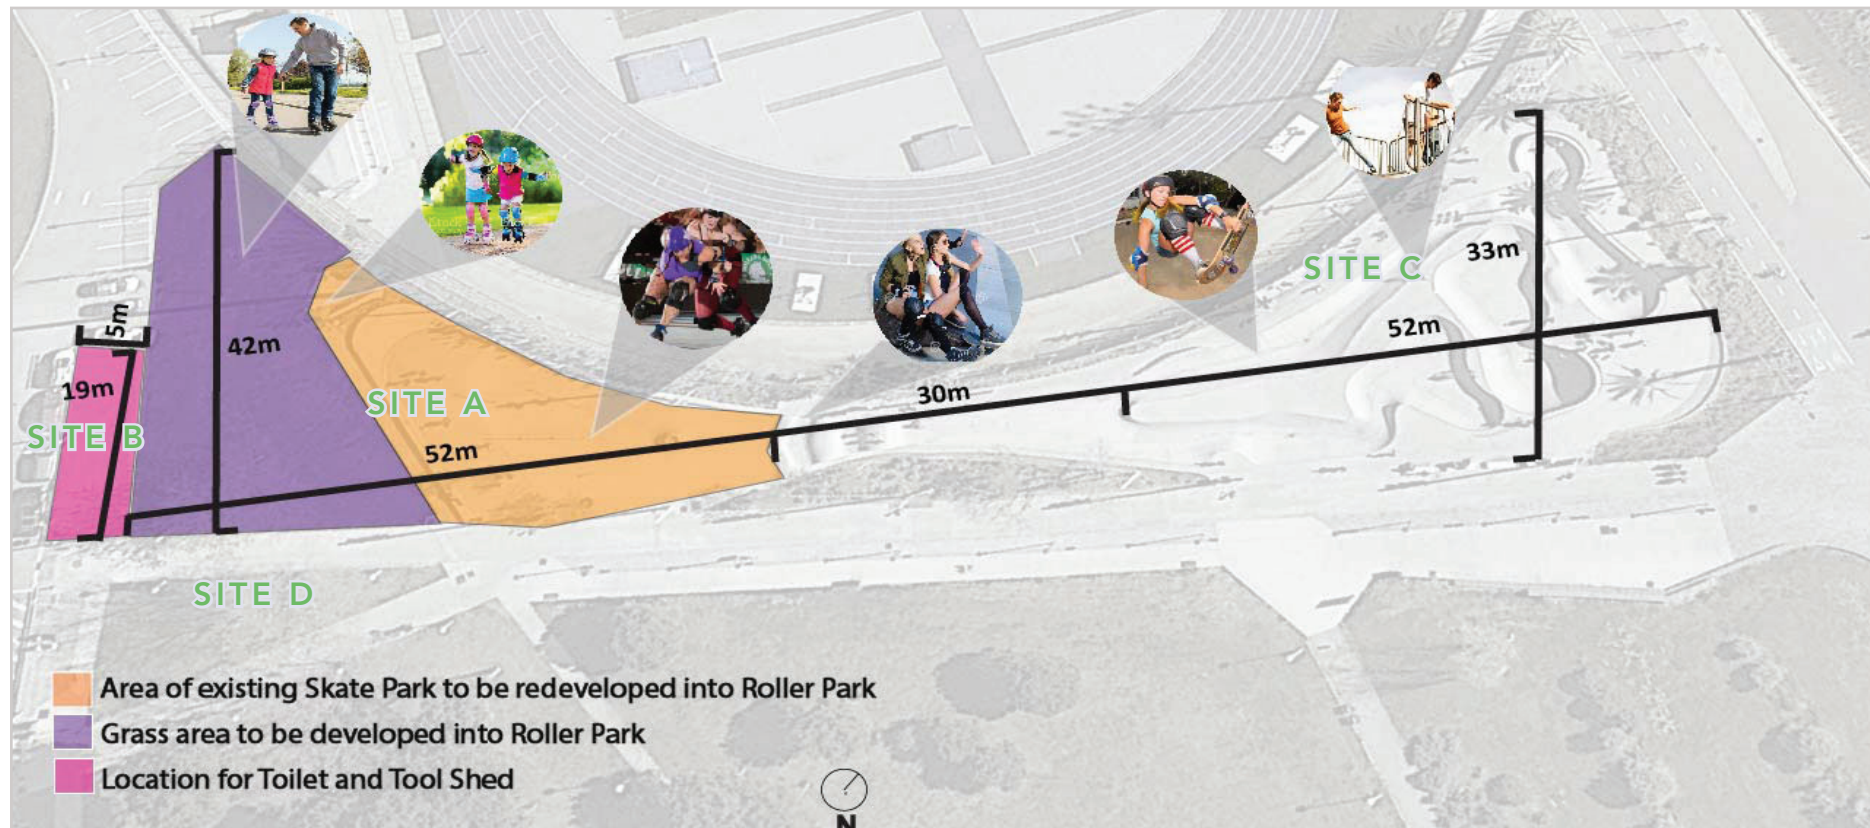 33m
SITE C
5m
52m
42m
19m
30m
SITE A
SITE B
52m
SITE D
Area of existing Skate Park to be redeveloped into Roller Park
Grass area to be developed into Roller Park
Location for Toilet and Tool Shed
N